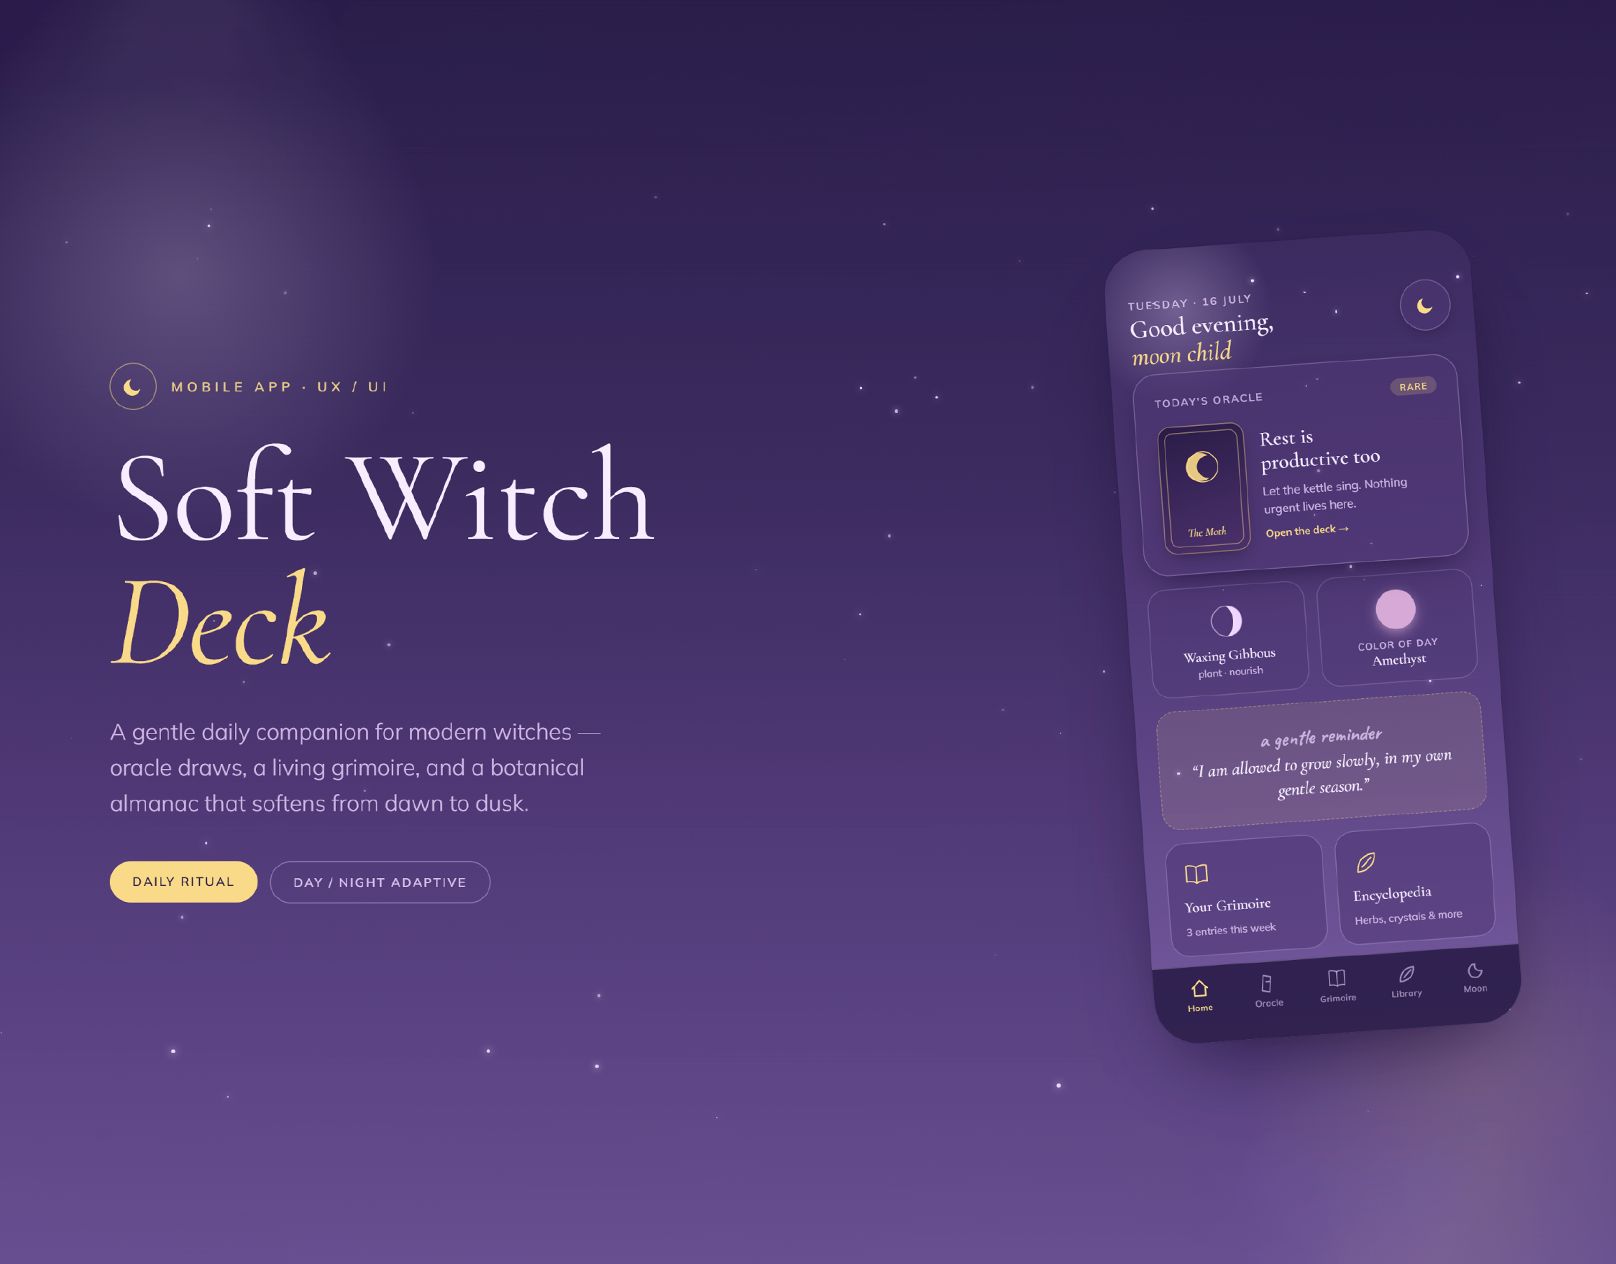 MOBILE APP · UX / UI
Soft Witch
Deck
A gentle daily companion for modern witches —
oracle draws, a living grimoire, and a botanical
almanac that softens from dawn to dusk.
DAILY RITUAL
DAY / NIGHT ADAPTIVE
TUESDAY · 16 JULY
Good evening,
moon child
TODAY'S ORACLE
RARE
The Moth
Rest is
productive too
Let the kettle sing. Nothing
urgent lives here.
Open the deck →
Waxing Gibbous
plant · nourish
COLOR OF DAY
Amethyst
a gentle reminder
“I am allowed to grow slowly, in my own
gentle season.”
Your Grimoire
3 entries this week
Encyclopedia
Herbs, crystals & more
Home
Oracle
Grimoire
Library
Moon